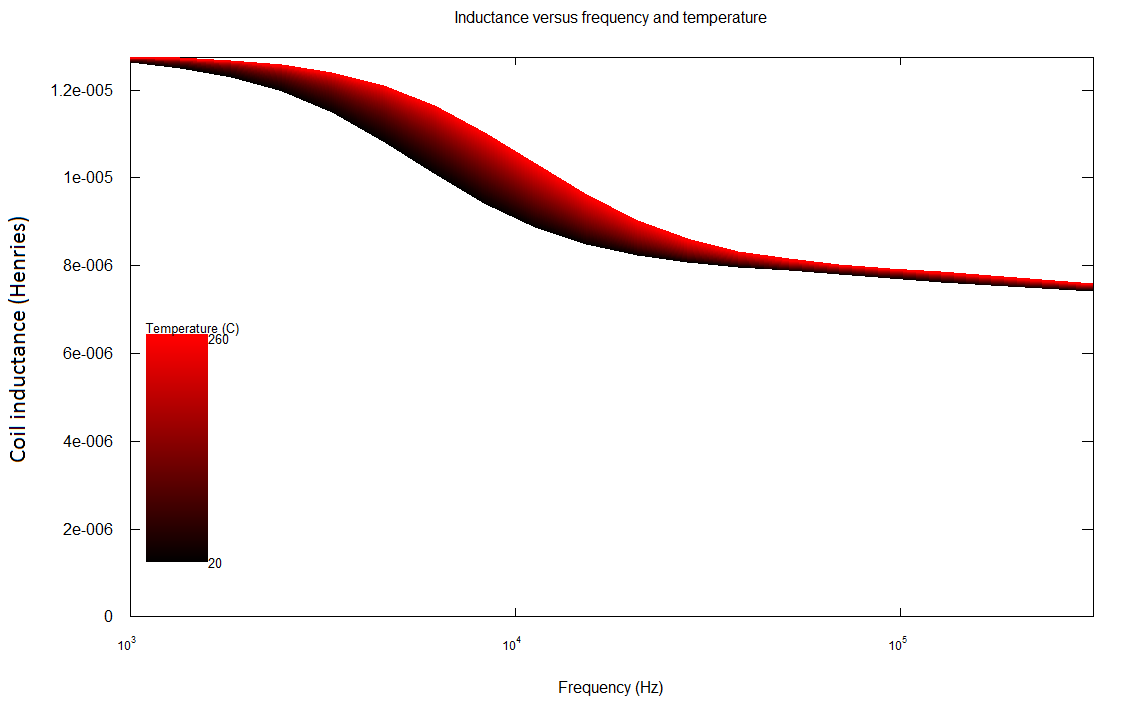 Inductance versus frequency and temperature
1.2e-005
1e-005
8e-006
6e-006
4e-006
2e-006
0
Coil inductance (Henries)
Temperature (C)
260
20
10³
10⁴
10⁵
Frequency (Hz)